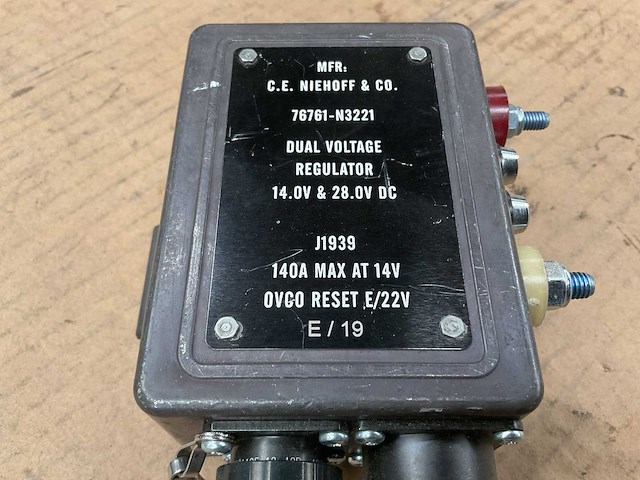 MFR:
C.E. NIEHOFF & CO.
76761-N3221
DUAL VOLTAGE
REGULATOR
14.0V & 28.0V DC
J1939
140A MAX AT 14V
OVCO RESET E/22V
E / 19